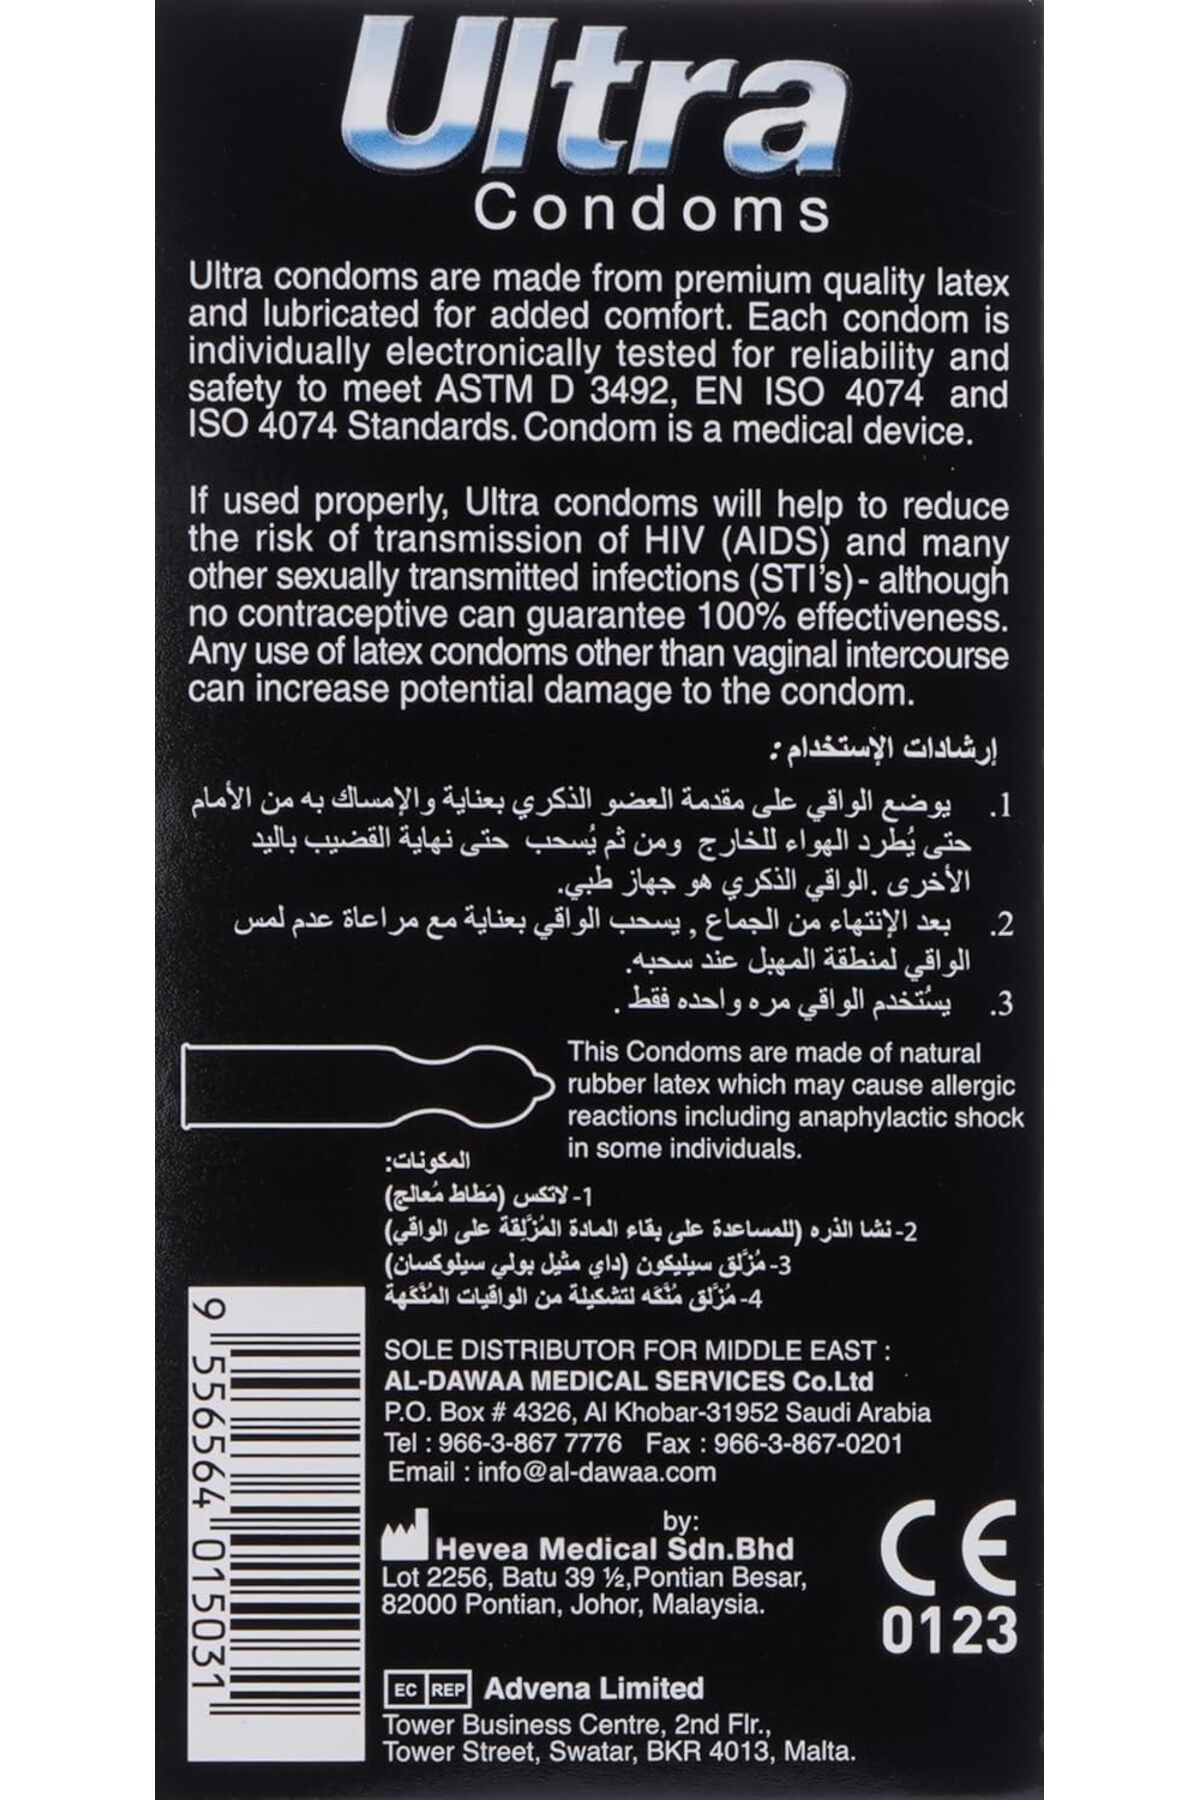 Ultra
Condoms
Ultra condoms are made from premium quality latex
and lubricated for added comfort. Each condom is
individually electronically tested for reliability and
safety to meet ASTM D 3492, EN ISO 4074 and
ISO 4074 Standards. Condom is a medical device.
If used properly, Ultra condoms will help to reduce
the risk of transmission of HIV (AIDS) and many
other sexually transmitted infections (STI's) - although
no contraceptive can guarantee 100% effectiveness.
Any use of latex condoms other than vaginal intercourse
can increase potential damage to the condom.
إرشادات الإستخدام :
1. يوضع الواقي على مقدمة العضو الذكري بعناية والإمساك به من الأمام
حتى يُطرد الهواء للخارج ومن ثم يُسحب حتى نهاية القضيب باليد
الأخرى .الواقي الذكري هو جهاز طبي.
2. بعد الإنتهاء من الجماع , يسحب الواقي بعناية مع مراعاة عدم لمس
الواقي لمنطقة المهبل عند سحبه.
3. يسُتخدم الواقي مره واحده فقط .
This Condoms are made of natural
rubber latex which may cause allergic
reactions including anaphylactic shock
in some individuals.
المكونات:
1- لاتكس (مَطاط مُعالج)
2- نشا الذره (للمساعدة على بقاء المادة المُزَّلِقة على الواقي)
3- مُزَّلق سيليكون (داي مثيل بولي سيلوكسان)
4- مُزَّلق مُنَّكَه لتشكيلة من الواقيات المُنَّكَهة
SOLE DISTRIBUTOR FOR MIDDLE EAST :
AL-DAWAA MEDICAL SERVICES Co.Ltd
P.O. Box # 4326, Al Khobar-31952 Saudi Arabia
Tel : 966-3-867 7776 Fax : 966-3-867-0201
Email : info@al-dawaa.com
by:
Hevea Medical Sdn.Bhd
Lot 2256, Batu 39 ½,Pontian Besar,
82000 Pontian, Johor, Malaysia.
CE
0123
EC REP Advena Limited
Tower Business Centre, 2nd Flr.,
Tower Street, Swatar, BKR 4013, Malta.
9 556564 015031